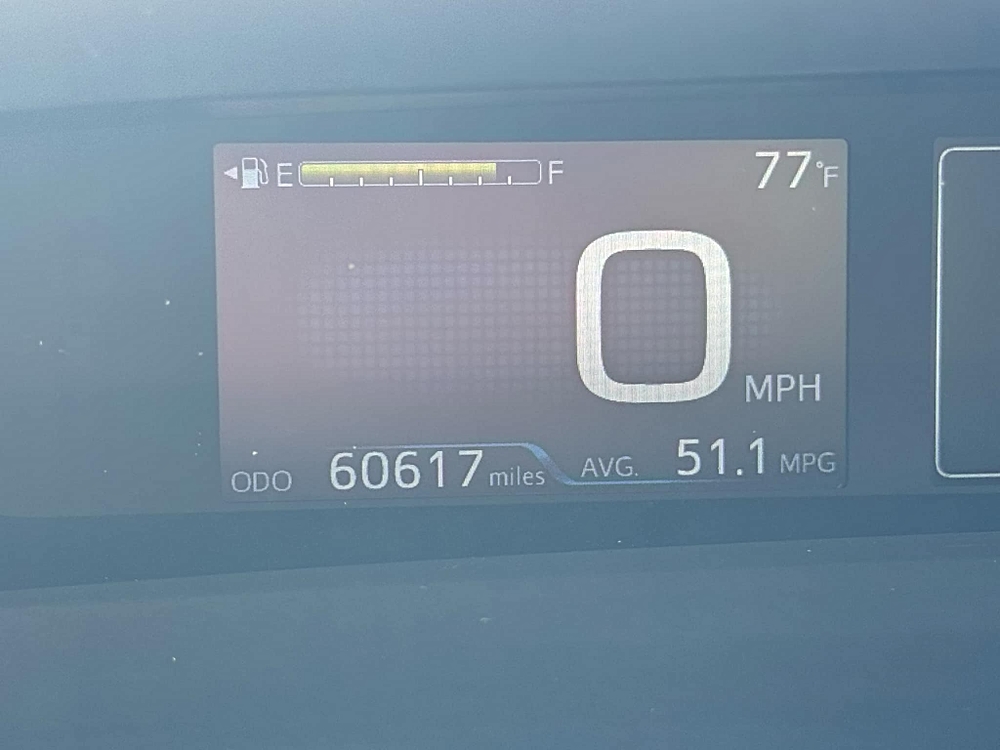 E F 77°F
0 MPH
ODO 60617 miles AVG. 51.1 MPG